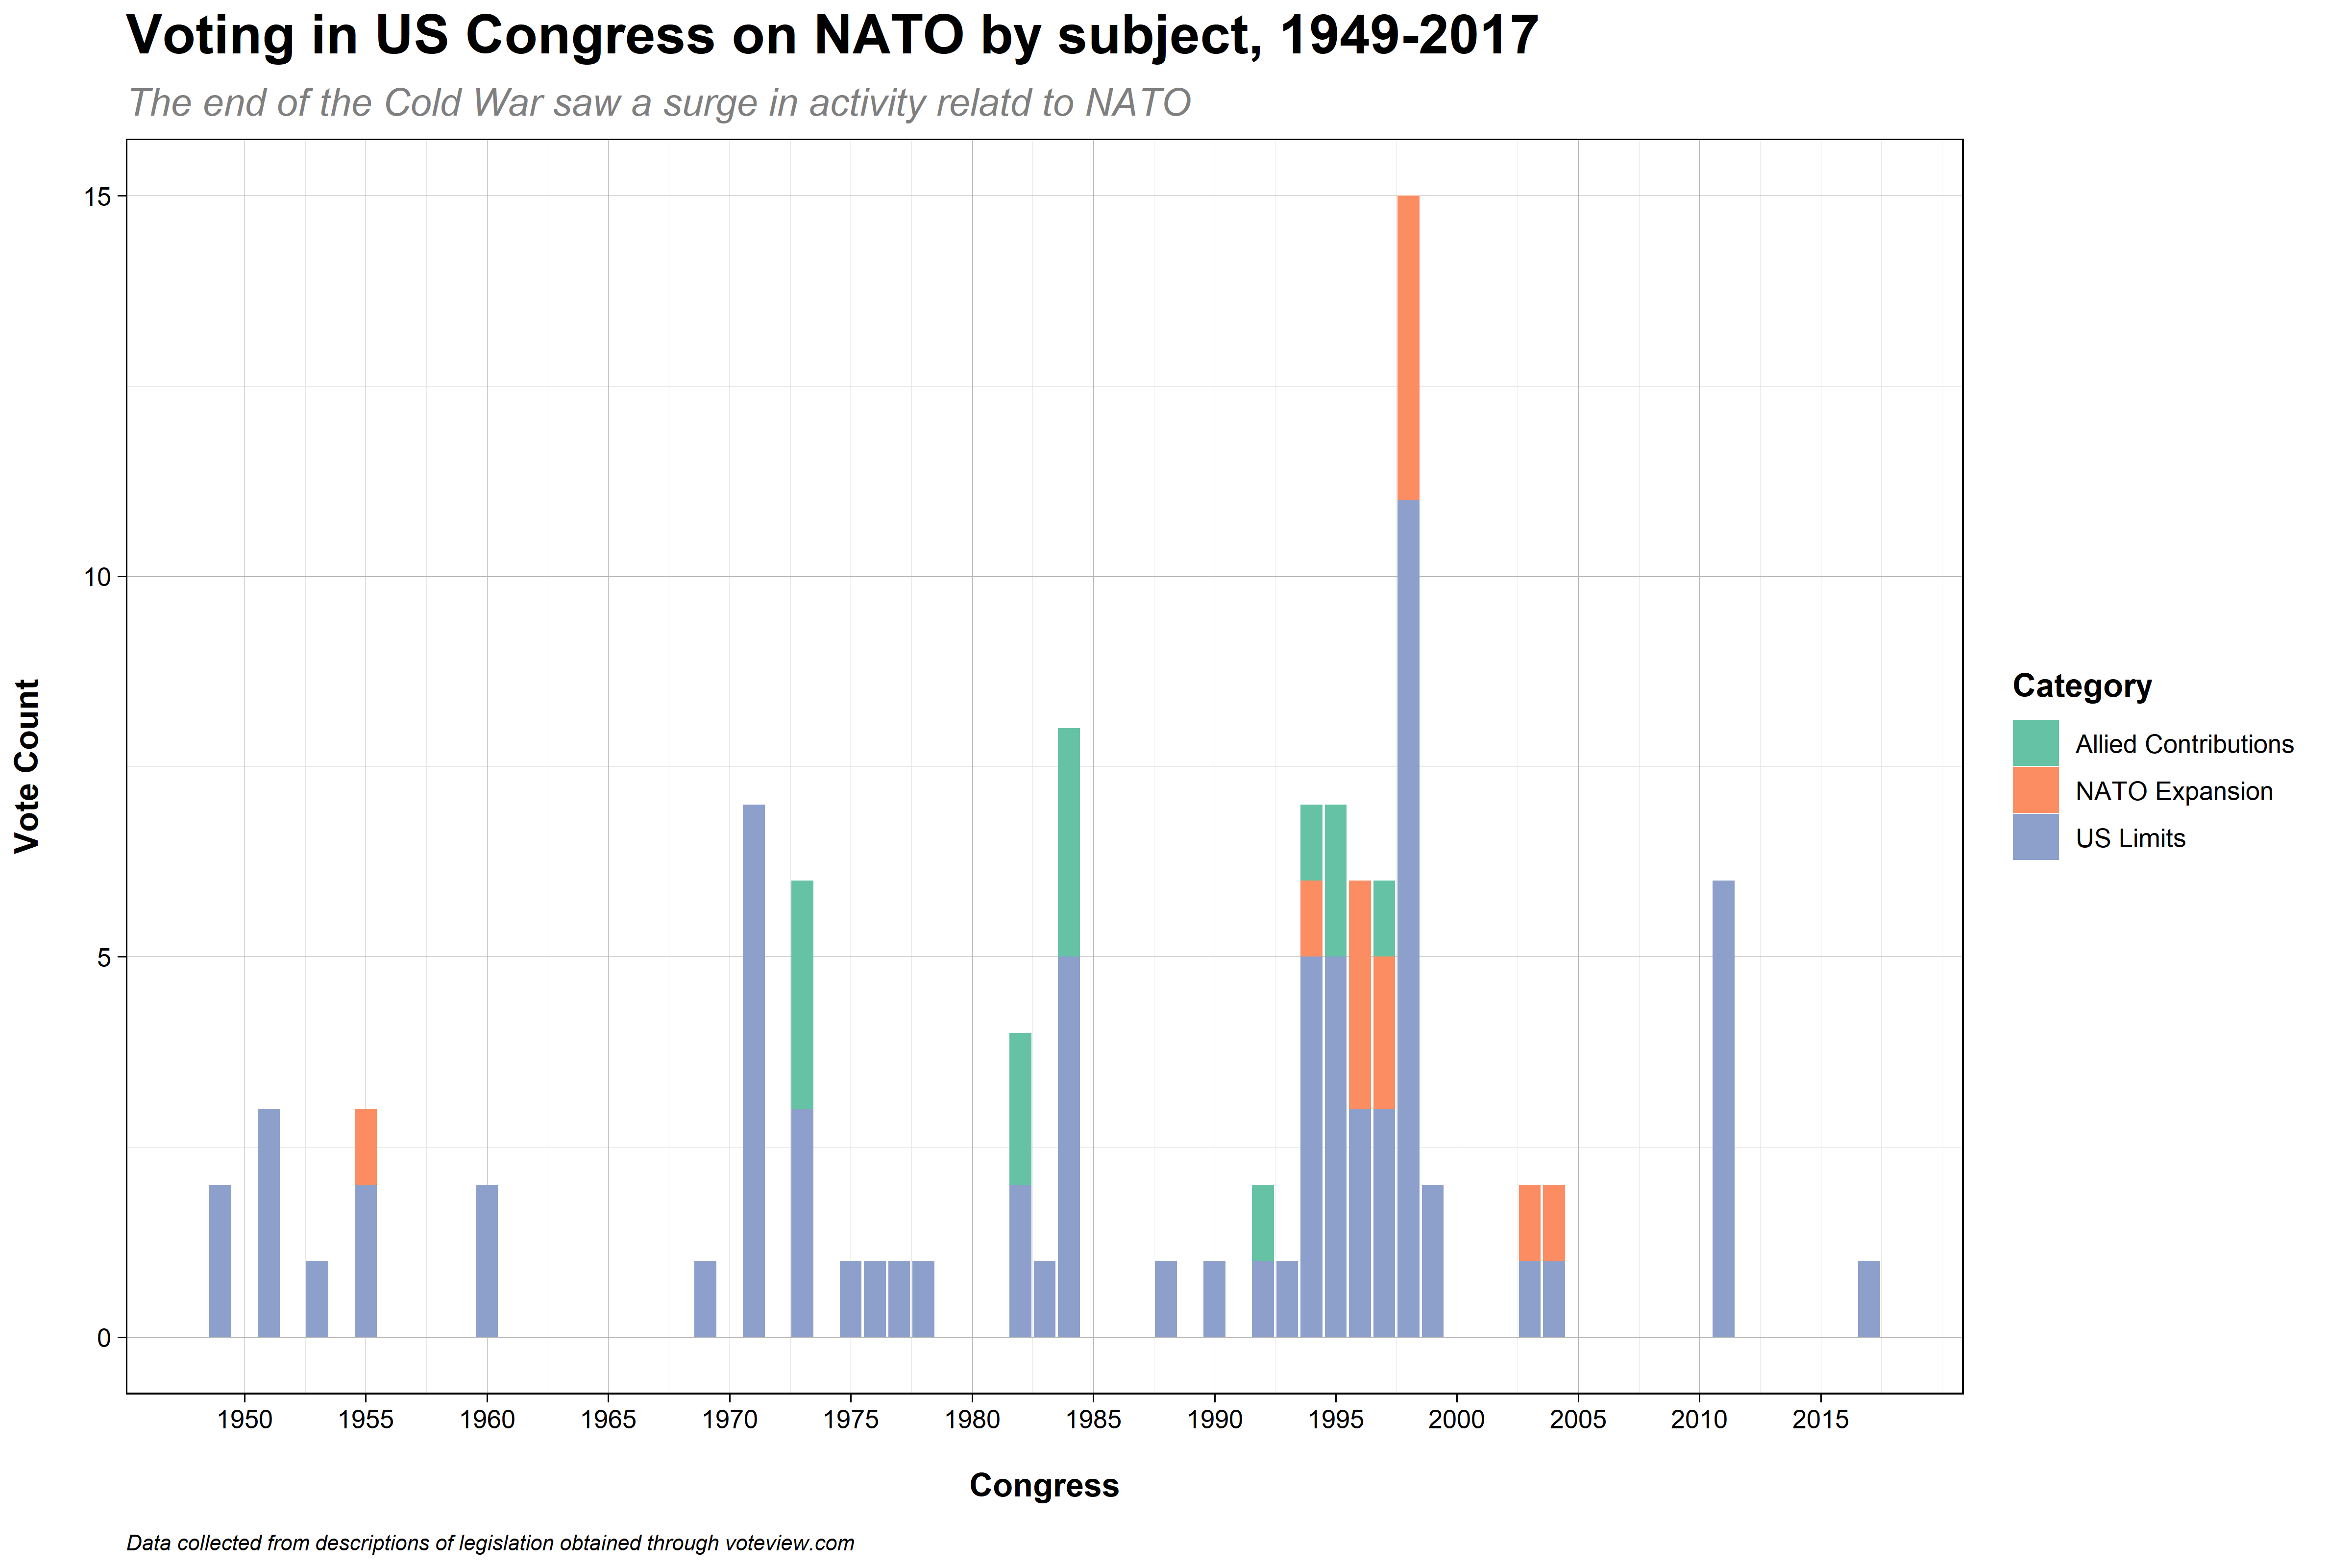 Voting in US Congress on NATO by subject, 1949-2017
The end of the Cold War saw a surge in activity relatd to NATO
Vote Count
15
10
5
0
1950 1955 1960 1965 1970 1975 1980 1985 1990 1995 2000 2005 2010 2015
Congress
Category
Allied Contributions
NATO Expansion
US Limits
Data collected from descriptions of legislation obtained through voteview.com